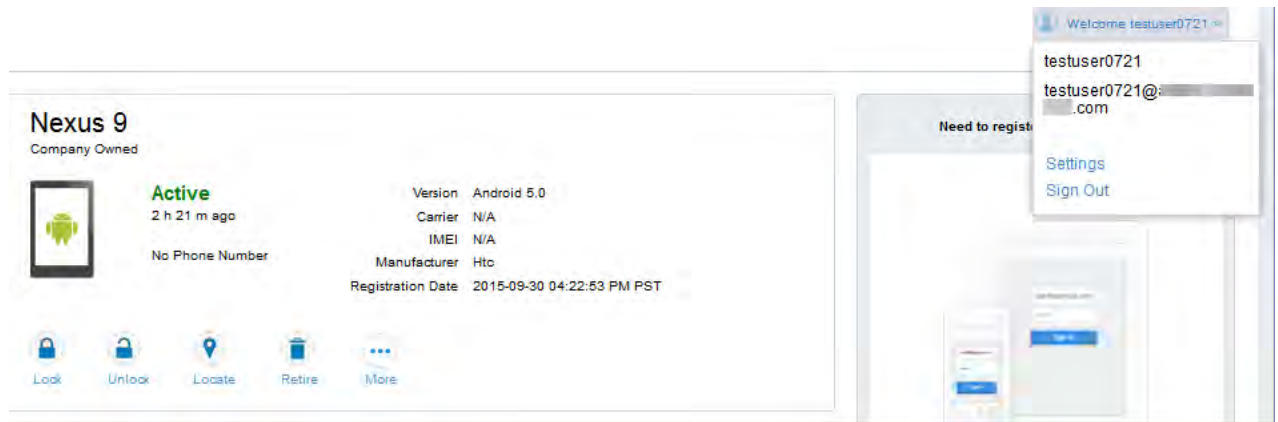 Welcome testuser0721
testuser0721
testuser0721@
.com
Settings
Sign Out
Nexus 9
Company Owned
Active
2 h 21 m ago
No Phone Number
Version Android 5.0
Carrier N/A
IMEI N/A
Manufacturer Htc
Registration Date 2015-09-30 04:22:53 PM PST
Lock Unlock Locate Retire More
Need to